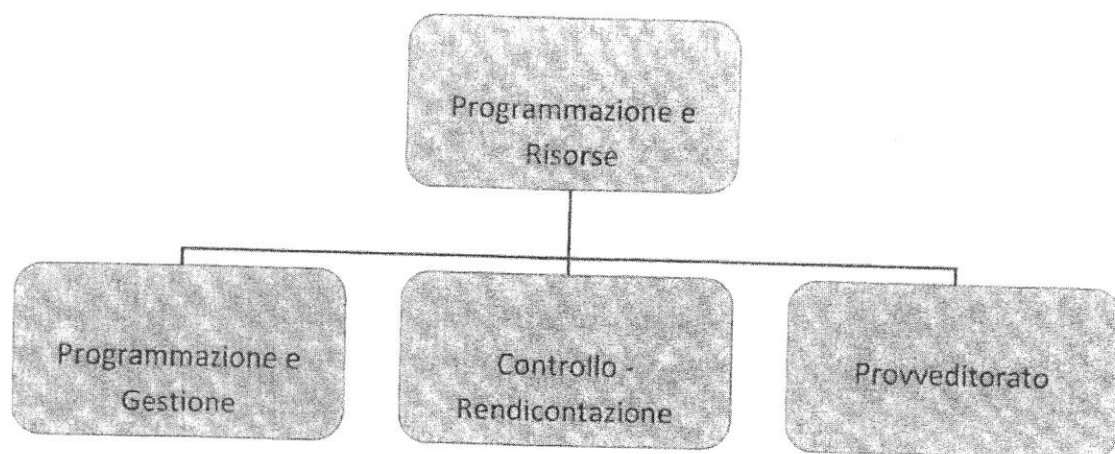 Programmazione e
Risorse
Programmazione e
Gestione
Controllo -
Rendicontazione
Provveditorato